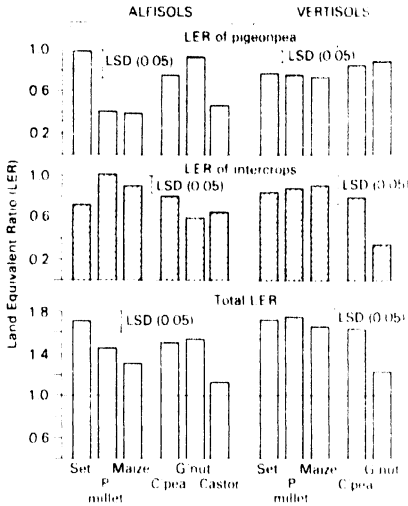 ALFISOLS VERTISOLS
LER of pigeonpea
1.0
LSD (0.05) LSD (0.05)
0.6
0.2
LER of intercrops
1.0
LSD (0.05) LSD (0.05)
0.6
0.2
Total LER
1.8
LSD (0.05) LSD (0.05)
1.4
1.0
0.6
Land Equivalent Ratio (LER)
Set Maize G'nut Set Maize G'nut
P. C.pea Castor P. C.pea
millet millet